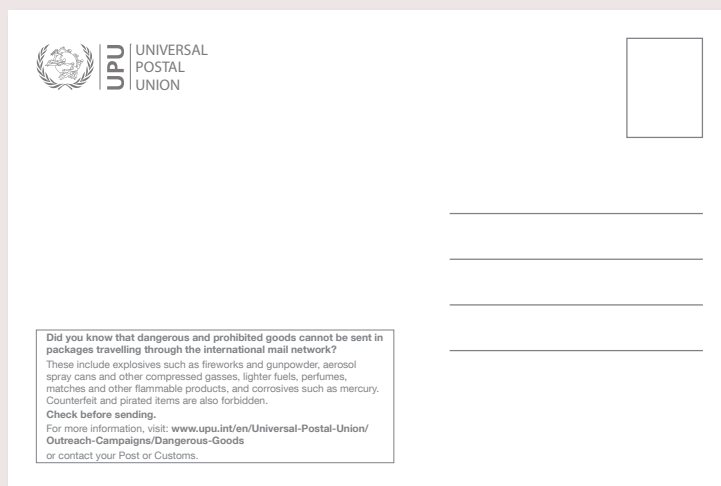 UPU
UNIVERSAL
POSTAL
UNION
Did you know that dangerous and prohibited goods cannot be sent in
packages travelling through the international mail network?
These include explosives such as fireworks and gunpowder, aerosol
spray cans and other compressed gasses, lighter fuels, perfumes,
matches and other flammable products, and corrosives such as mercury.
Counterfeit and pirated items are also forbidden.
Check before sending.
For more information, visit: www.upu.int/en/Universal-Postal-Union/
Outreach-Campaigns/Dangerous-Goods
or contact your Post or Customs.